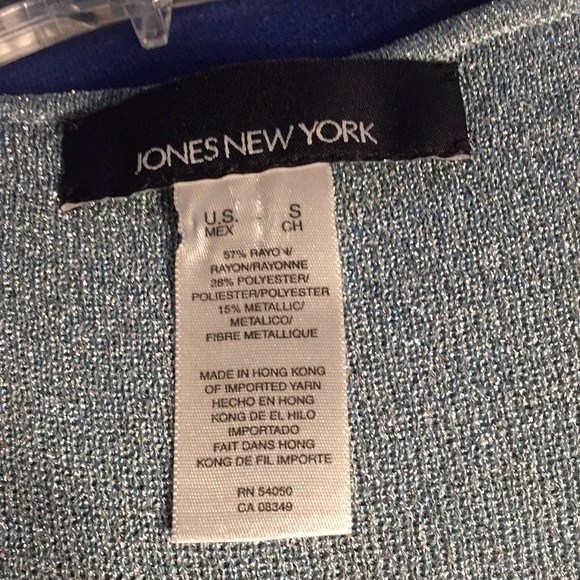 JONES NEW YORK
U.S. - S
MEX CH
57% RAYON/
RAYON/RAYONNE
28% POLYESTER/
POLIESTER/POLYESTER
15% METALLIC/
METALICO/
FIBRE METALLIQUE
MADE IN HONG KONG
OF IMPORTED YARN
HECHO EN HONG
KONG DE EL HILO
IMPORTADO
FAIT DANS HONG
KONG DE FIL IMPORTE
RN 54050
CA 08349